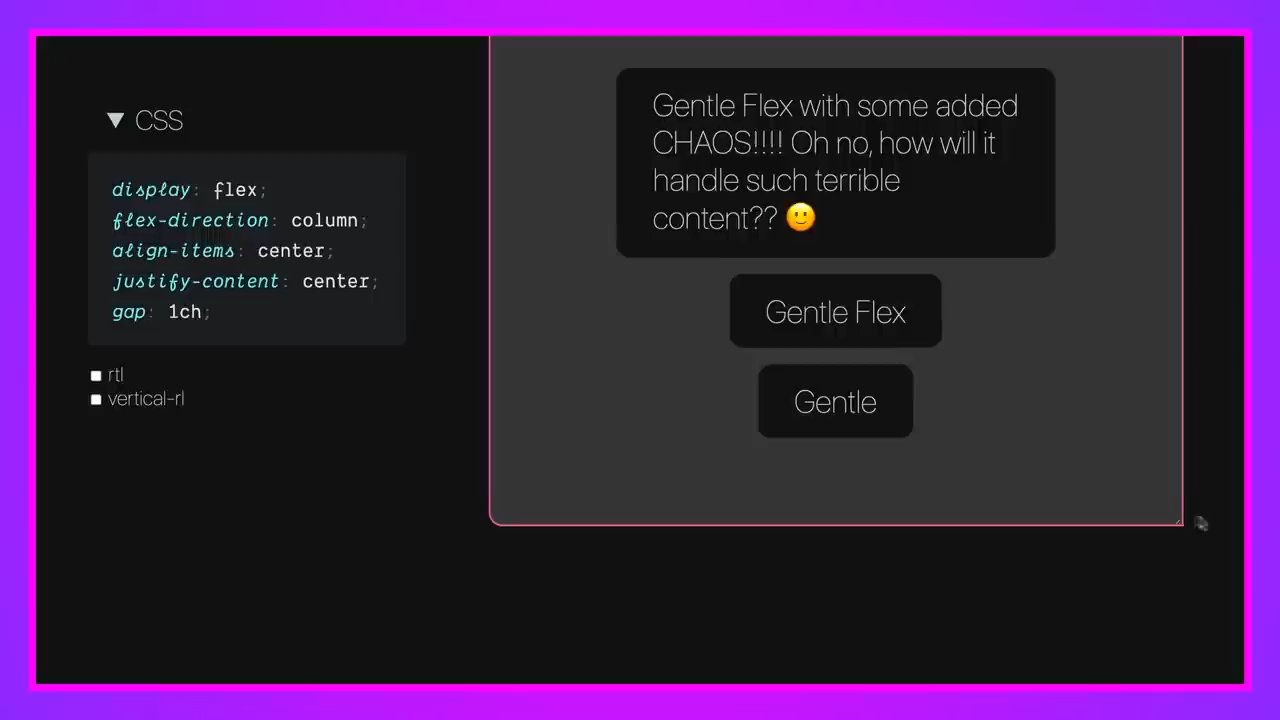 ▼ CSS
display: flex;
flex-direction: column;
align-items: center;
justify-content: center;
gap: 1ch;
rtl
vertical-rl
Gentle Flex with some added
CHAOS!!!! Oh no, how will it
handle such terrible
content?? 🙂
Gentle Flex
Gentle